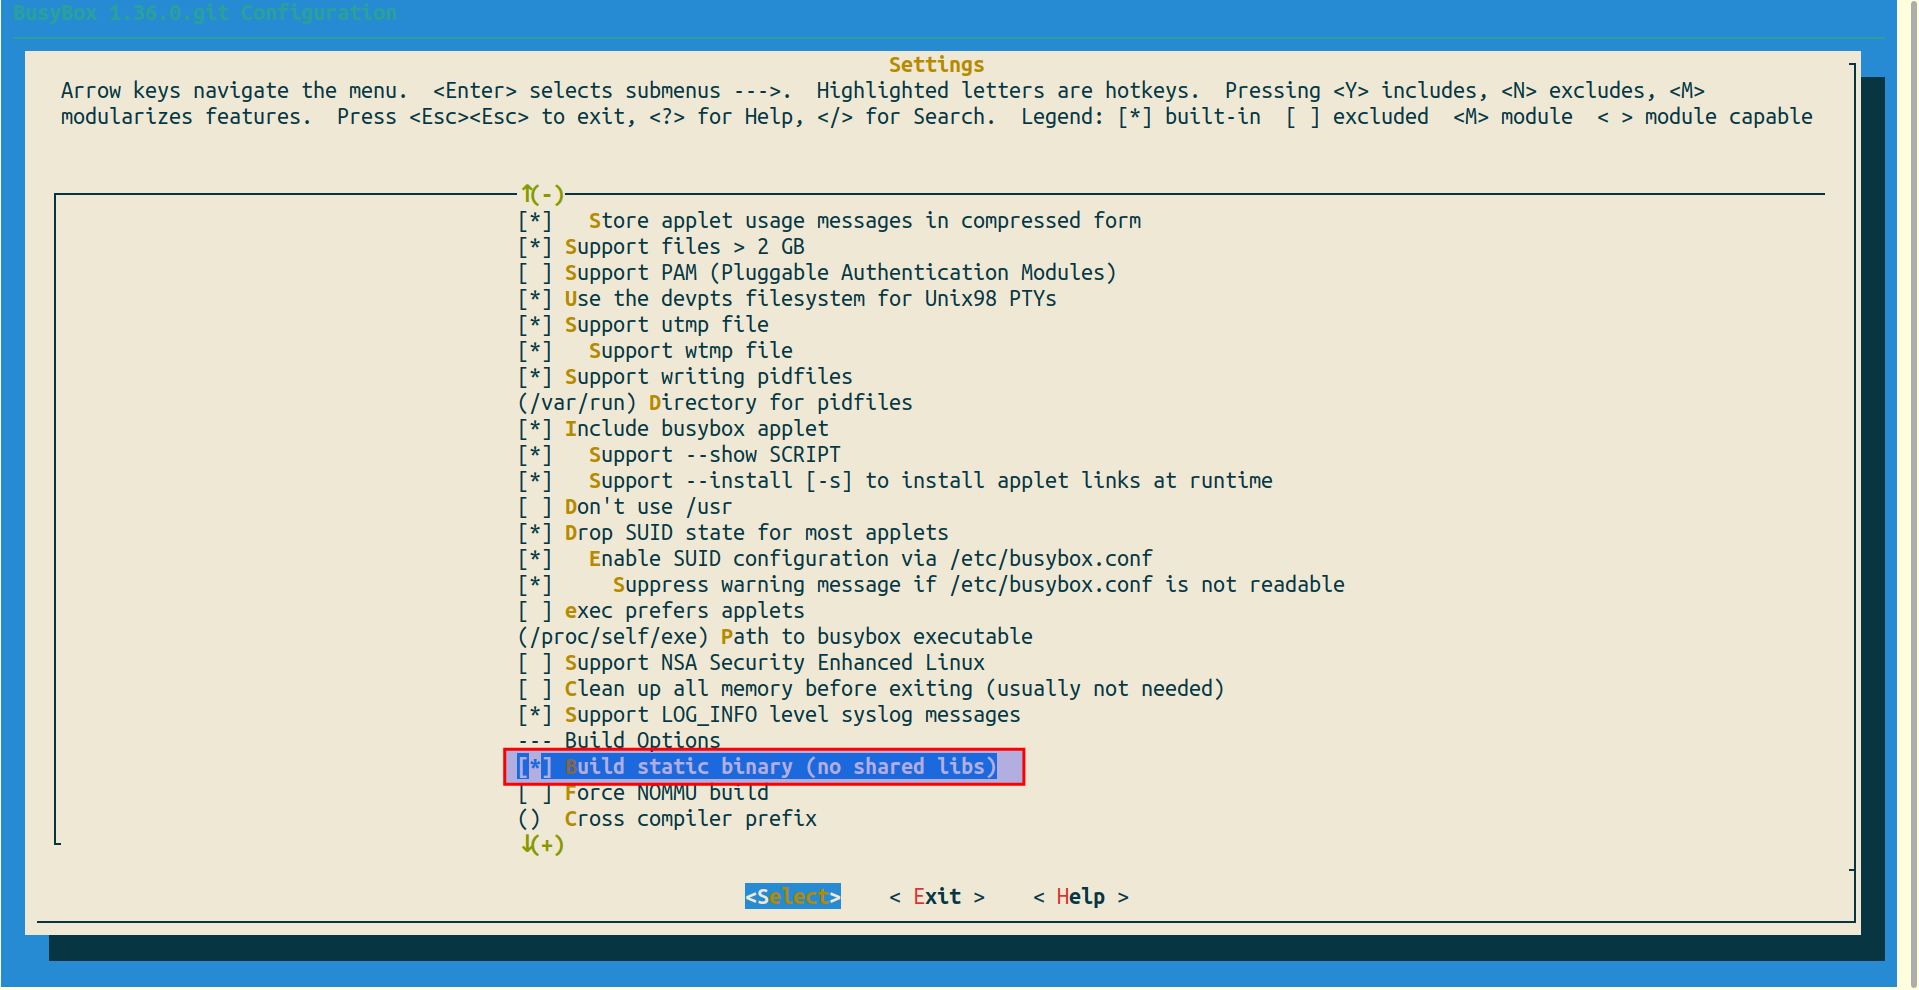 BusyBox 1.36.0.git Configuration
Settings
Arrow keys navigate the menu.  <Enter> selects submenus --->.  Highlighted letters are hotkeys.  Pressing <Y> includes, <N> excludes, <M>
modularizes features.  Press <Esc><Esc> to exit, <?> for Help, </> for Search.  Legend: [*] built-in  [ ] excluded  <M> module  < > module capable
↑(-)
[*]   Store applet usage messages in compressed form
[*] Support files > 2 GB
[ ] Support PAM (Pluggable Authentication Modules)
[*] Use the devpts filesystem for Unix98 PTYs
[*] Support utmp file
[*]   Support wtmp file
[*] Support writing pidfiles
(/var/run) Directory for pidfiles
[*] Include busybox applet
[*]   Support --show SCRIPT
[*]   Support --install [-s] to install applet links at runtime
[ ] Don't use /usr
[*] Drop SUID state for most applets
[*]   Enable SUID configuration via /etc/busybox.conf
[*]     Suppress warning message if /etc/busybox.conf is not readable
[ ] exec prefers applets
(/proc/self/exe) Path to busybox executable
[ ] Support NSA Security Enhanced Linux
[ ] Clean up all memory before exiting (usually not needed)
[*] Support LOG_INFO level syslog messages
--- Build Options
[*] Build static binary (no shared libs)
[ ] Force NOMMU build
()  Cross compiler prefix
↓(+)
<Select>    < Exit >    < Help >